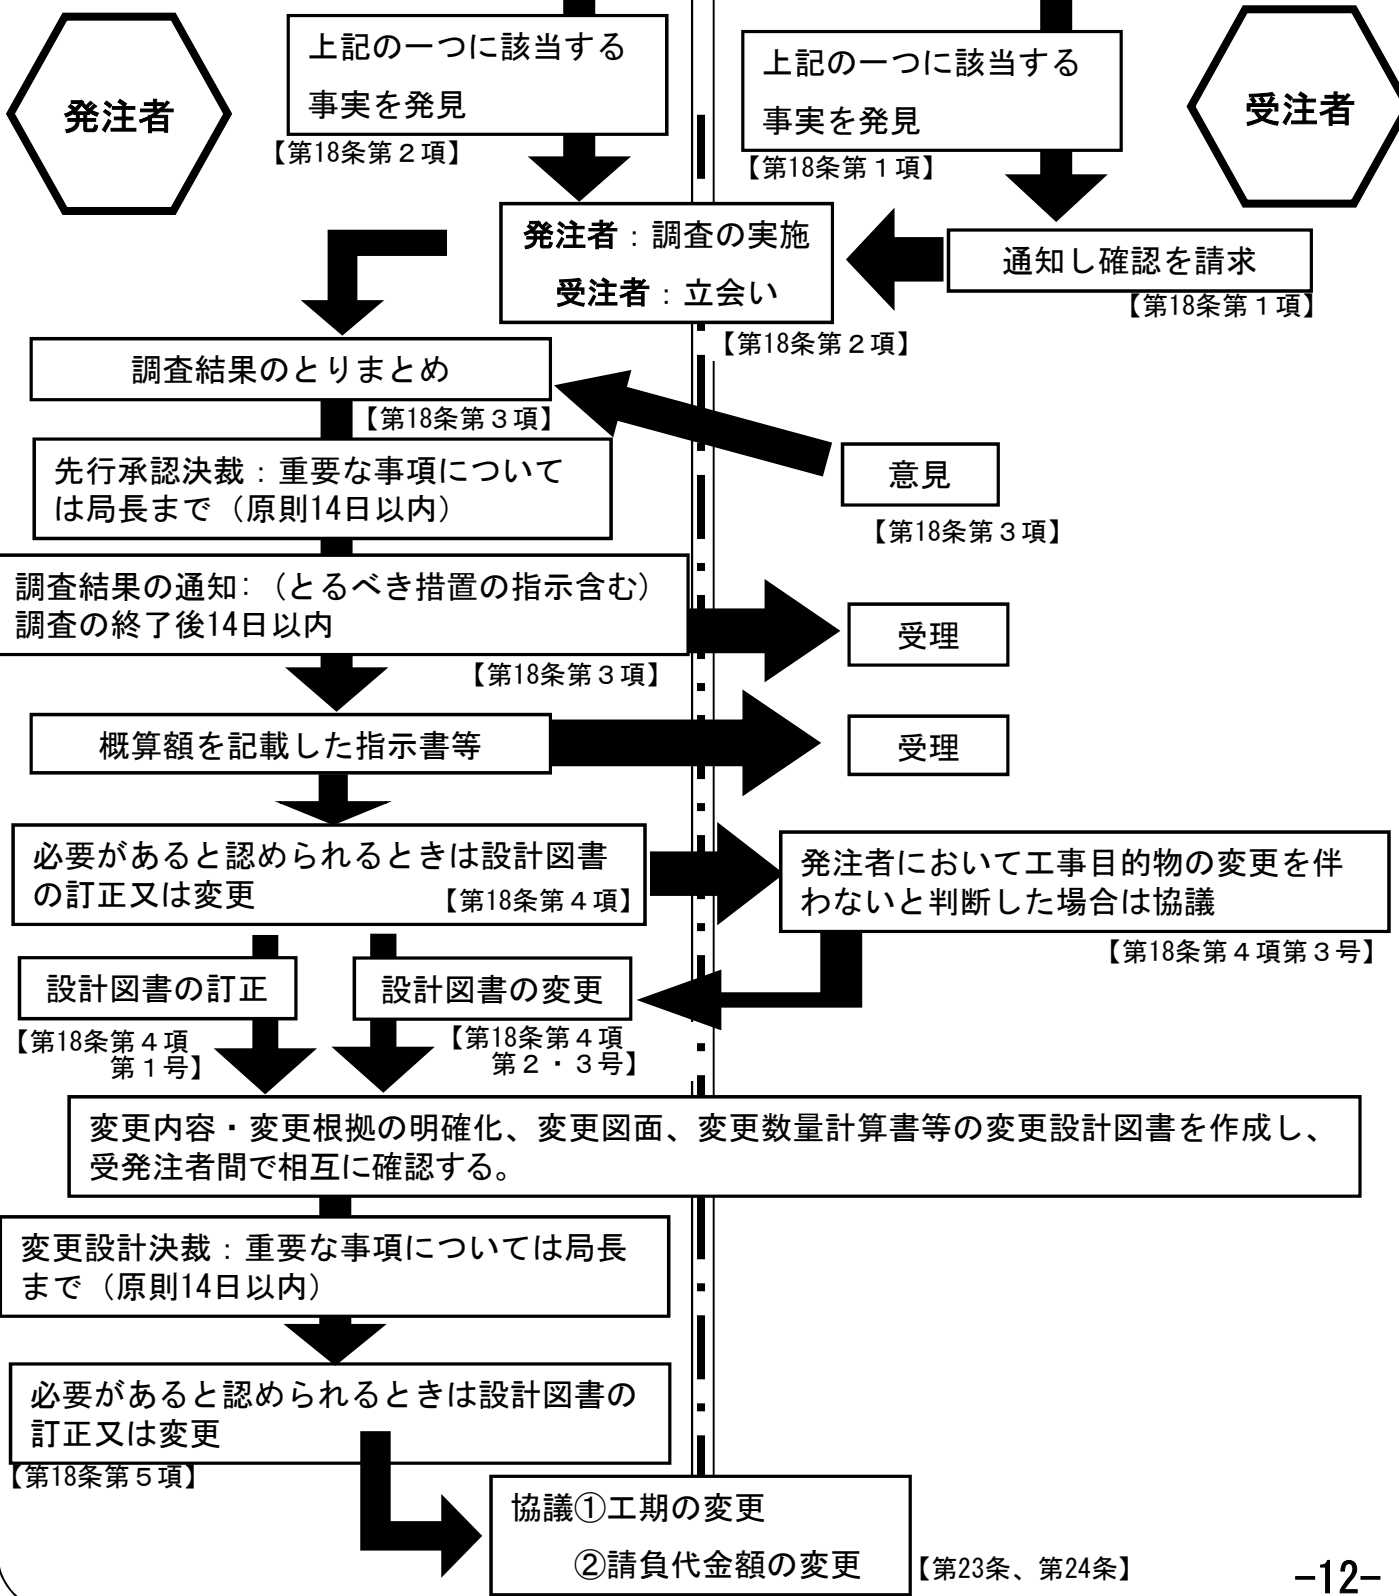 発注者
上記の一つに該当する
事実を発見
【第18条第２項】
上記の一つに該当する
事実を発見
【第18条第１項】
受注者
発注者：調査の実施
受注者：立会い
【第18条第２項】
通知し確認を請求
【第18条第１項】
調査結果のとりまとめ
【第18条第３項】
意見
【第18条第３項】
先行承認決裁：重要な事項について
は局長まで（原則14日以内）
調査結果の通知：（とるべき措置の指示含む）
調査の終了後14日以内
【第18条第３項】
受理
概算額を記載した指示書等
受理
必要があると認められるときは設計図書
の訂正又は変更
【第18条第４項】
発注者において工事目的物の変更を伴
わないと判断した場合は協議
【第18条第４項第３号】
設計図書の訂正
【第18条第４項
第１号】
設計図書の変更
【第18条第４項
第２・３号】
変更内容・変更根拠の明確化、変更図面、変更数量計算書等の変更設計図書を作成し、
受発注者間で相互に確認する。
変更設計決裁：重要な事項については局長
まで（原則14日以内）
必要があると認められるときは設計図書の
訂正又は変更
【第18条第５項】
協議①工期の変更
②請負代金額の変更
【第23条、第24条】
-12-